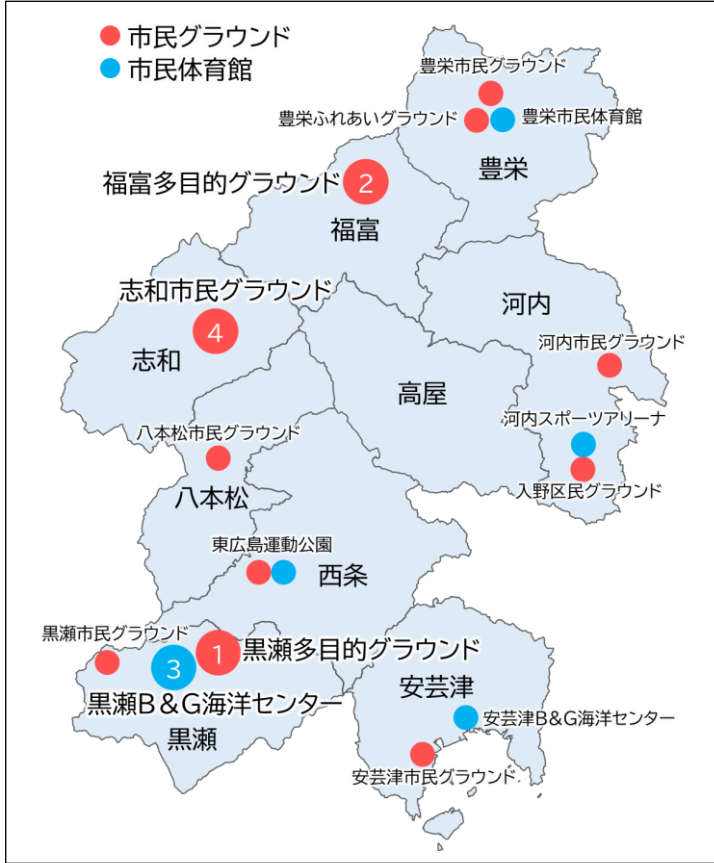 市民グラウンド
市民体育館
豊栄市民グラウンド
豊栄ふれあいグラウンド
豊栄市民体育館
豊栄
福富多目的グラウンド
2
福富
志和市民グラウンド
4
志和
河内
河内市民グラウンド
高屋
河内スポーツアリーナ
入野区民グラウンド
八本松市民グラウンド
八本松
東広島運動公園
西条
黒瀬市民グラウンド
3
1
黒瀬多目的グラウンド
黒瀬B&G海洋センター
黒瀬
安芸津
安芸津B&G海洋センター
安芸津市民グラウンド